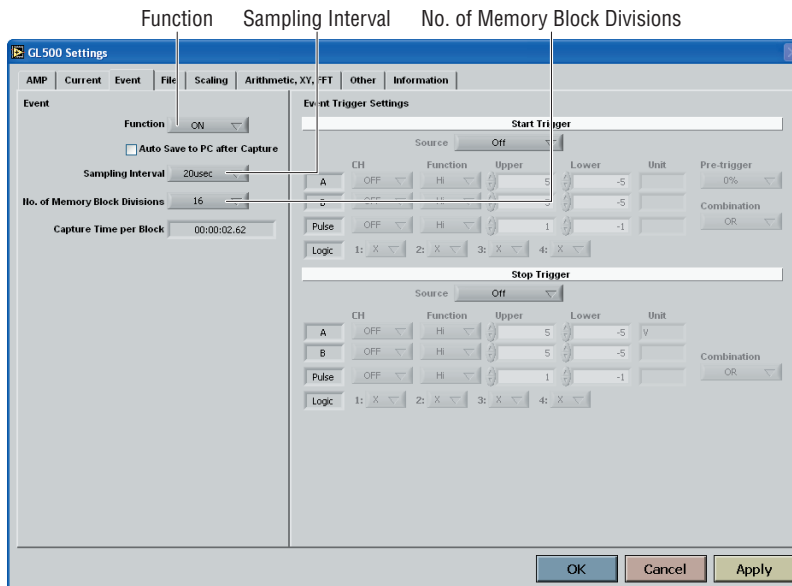 Function Sampling Interval No. of Memory Block Divisions
GL500 Settings
AMP Current Event File Scaling Arithmetic, XY, FFT Other Information
Event
Function ON
Auto Save to PC after Capture
Sampling Interval 20usec
No. of Memory Block Divisions 16
Capture Time per Block 00:00:02.62
Event Trigger Settings
Start Trigger
Source Off
CH Function Upper Lower Unit Pre-trigger
A OFF Hi 5 -5 0%
B OFF Hi 5 -5 Combination
Pulse OFF Hi 1 -1 OR
Logic 1: X 2: X 3: X 4: X
Stop Trigger
Source Off
CH Function Upper Lower Unit
A OFF Hi 5 -5 V
B OFF Hi 5 -5 Combination
Pulse OFF Hi 1 -1 OR
Logic 1: X 2: X 3: X 4: X
OK Cancel Apply